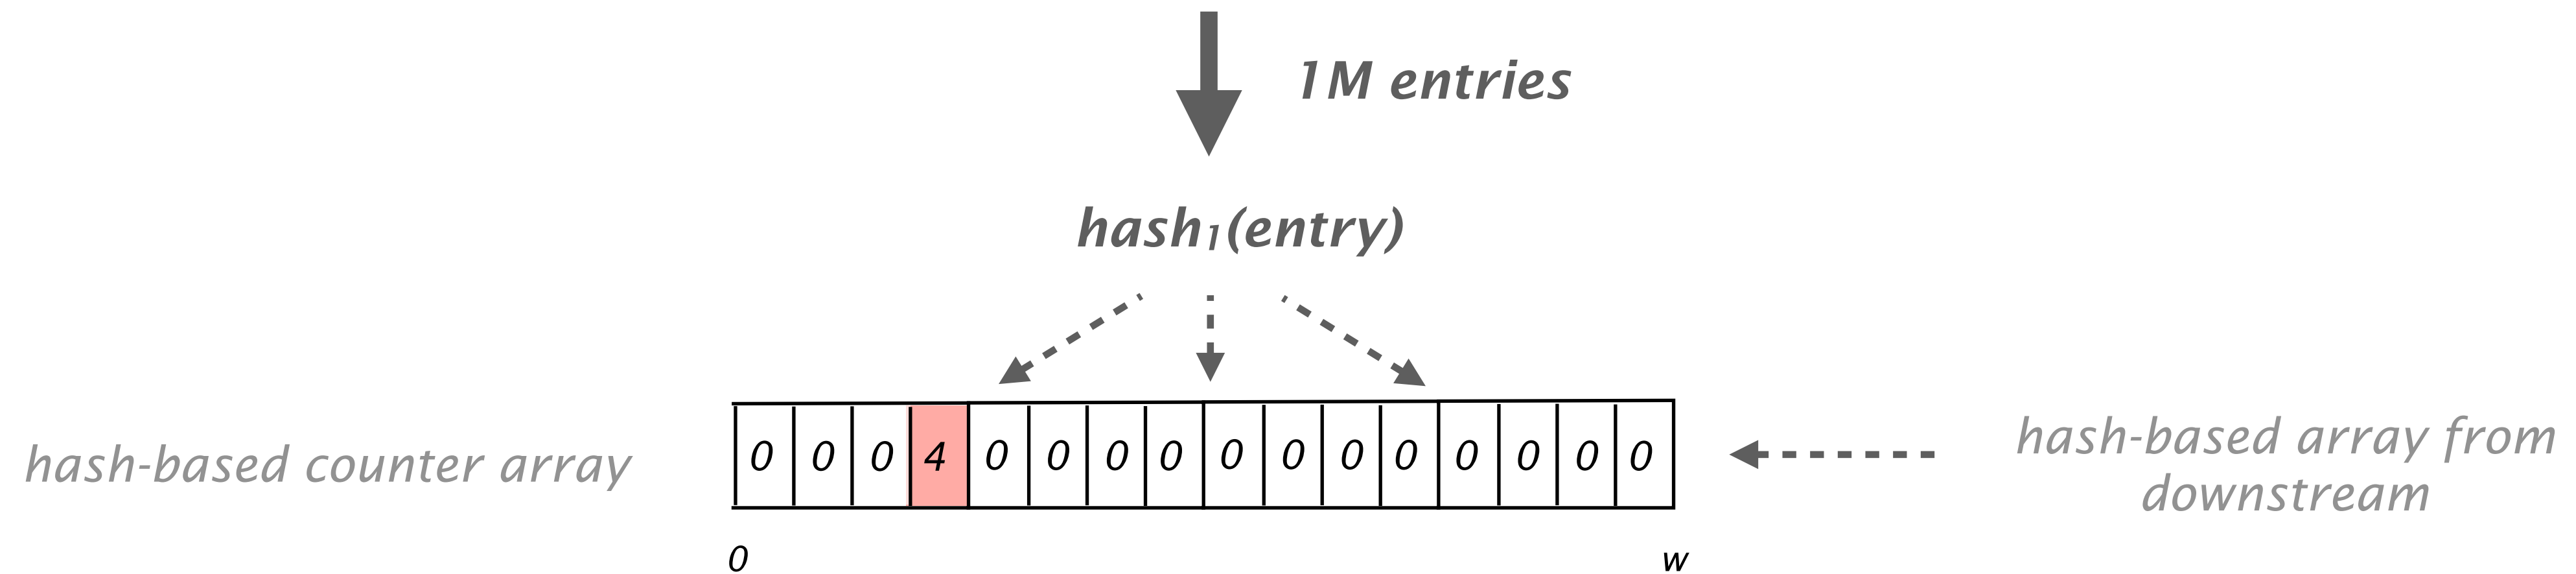 1M entries
hash₁(entry)
hash-based counter array
0 0 0 4 0 0 0 0 0 0 0 0 0 0 0 0
hash-based array from
downstream
0
w